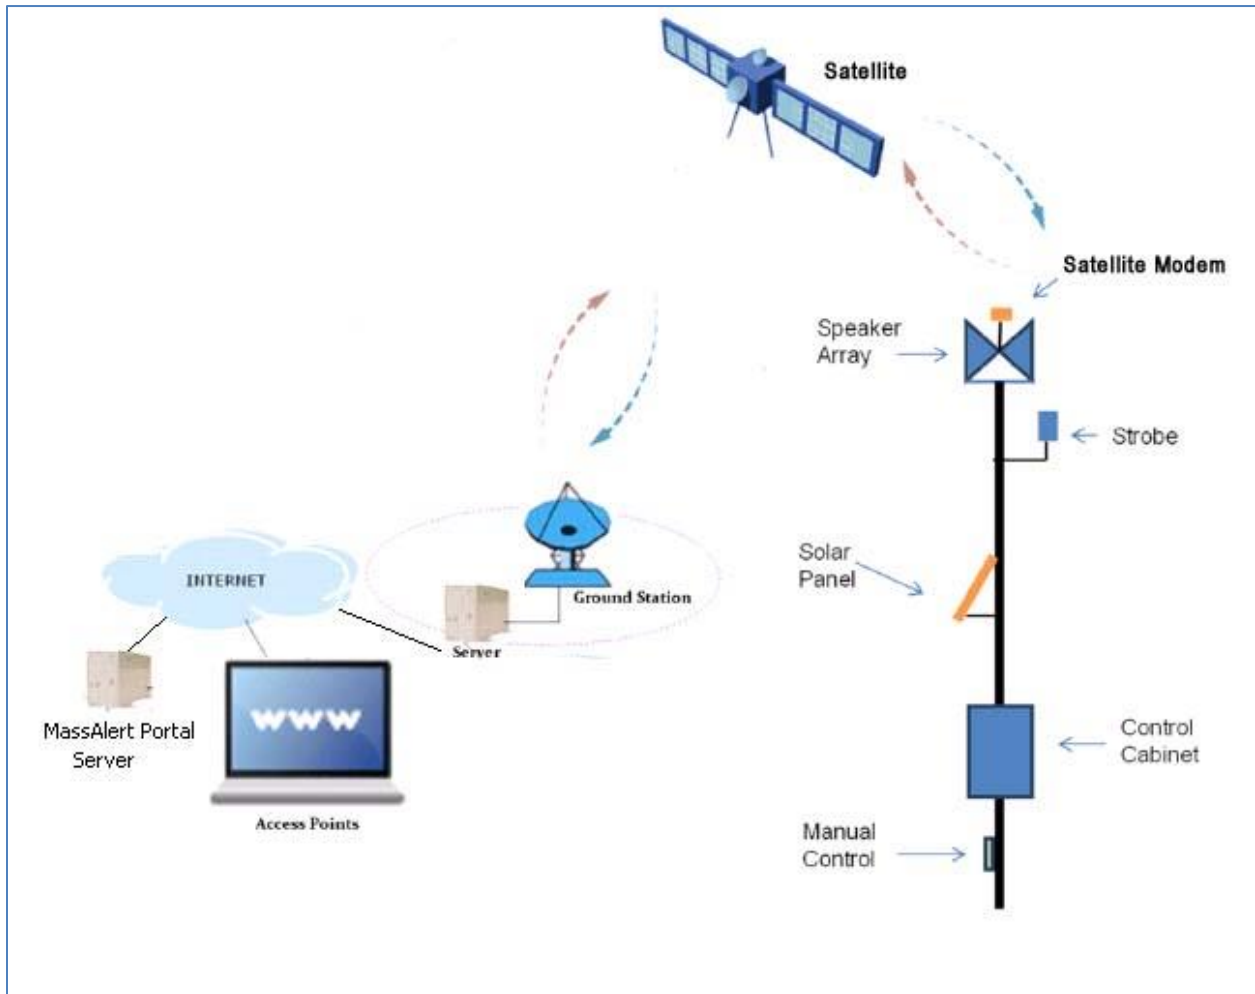 Satellite
Satellite Modem
Speaker
Array
Strobe
Solar
Panel
Control
Cabinet
Manual
Control
INTERNET
Ground Station
Server
MassAlert Portal
Server
www
Access Points